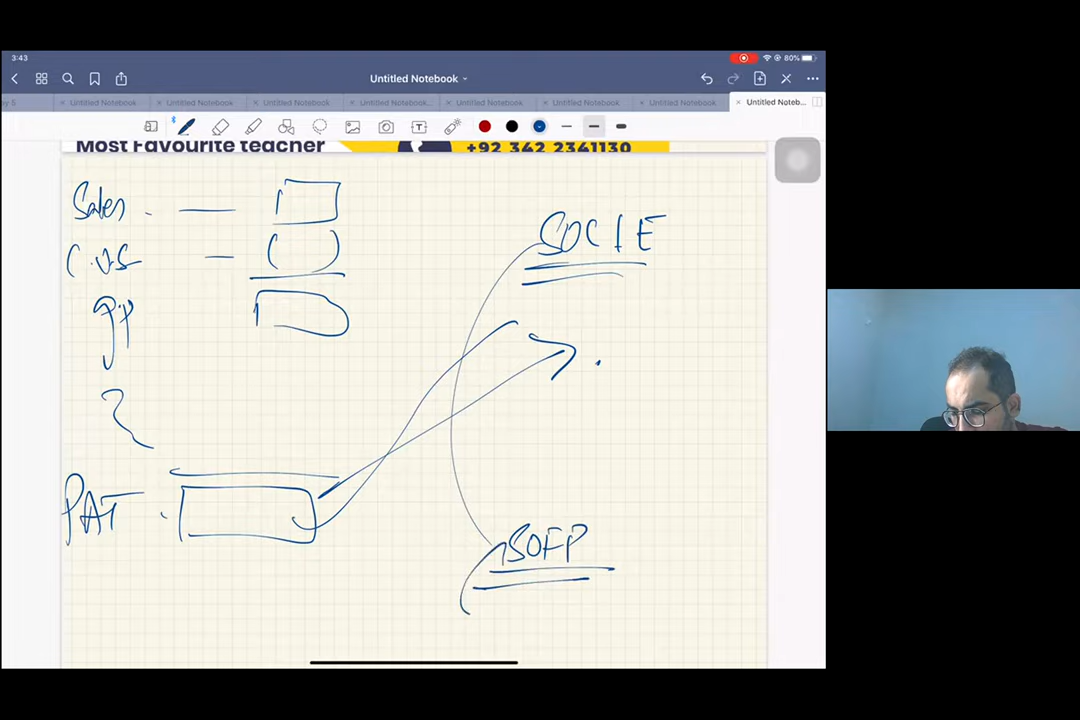 3:43
80%
Untitled Notebook
Untitled Notebook
Untitled Notebook
Untitled Notebook
Untitled Notebook...
Untitled Notebook
Untitled Notebook
Untitled Notebook
Untitled Noteb...
Most Favourite teacher
+92 342 2341130
Sales
SOCIE
C.O.S
g.p
PAT
SOFP